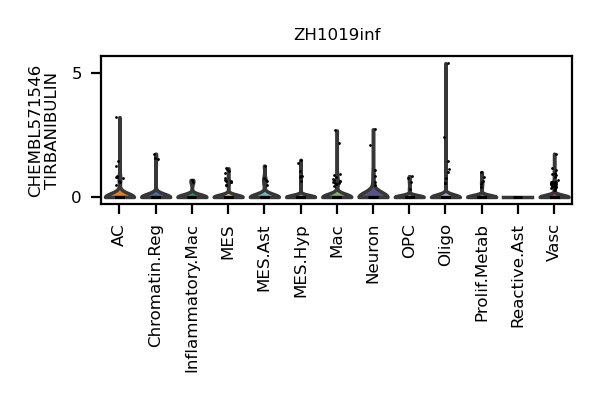 ZH1019inf
CHEMBL571546
TIRBANIBULIN
5
0
AC
Chromatin.Reg
Inflammatory.Mac
MES
MES.Ast
MES.Hyp
Mac
Neuron
OPC
Oligo
Prolif.Metab
Reactive.Ast
Vasc